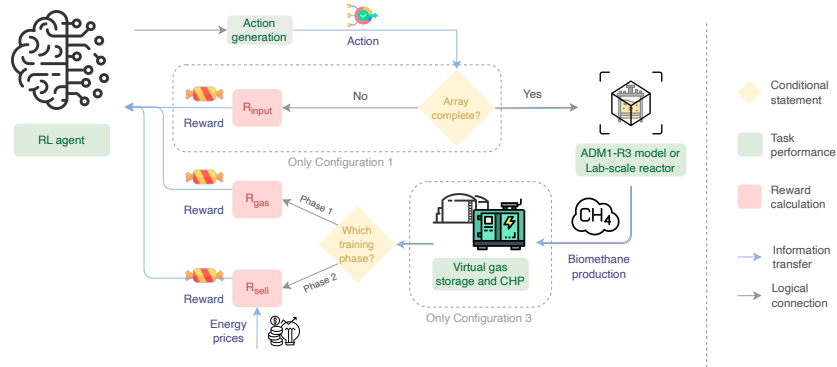 Action
generation
Action
RL agent
Array
complete?
No
Yes
R_input
Reward
Only Configuration 1
ADM1-R3 model or
Lab-scale reactor
CH4
Biomethane
production
Virtual gas
storage and CHP
Only Configuration 3
Which
training
phase?
Phase 1
Phase 2
R_gas
Reward
R_sell
Reward
Energy
prices
Conditional
statement
Task
performance
Reward
calculation
Information
transfer
Logical
connection